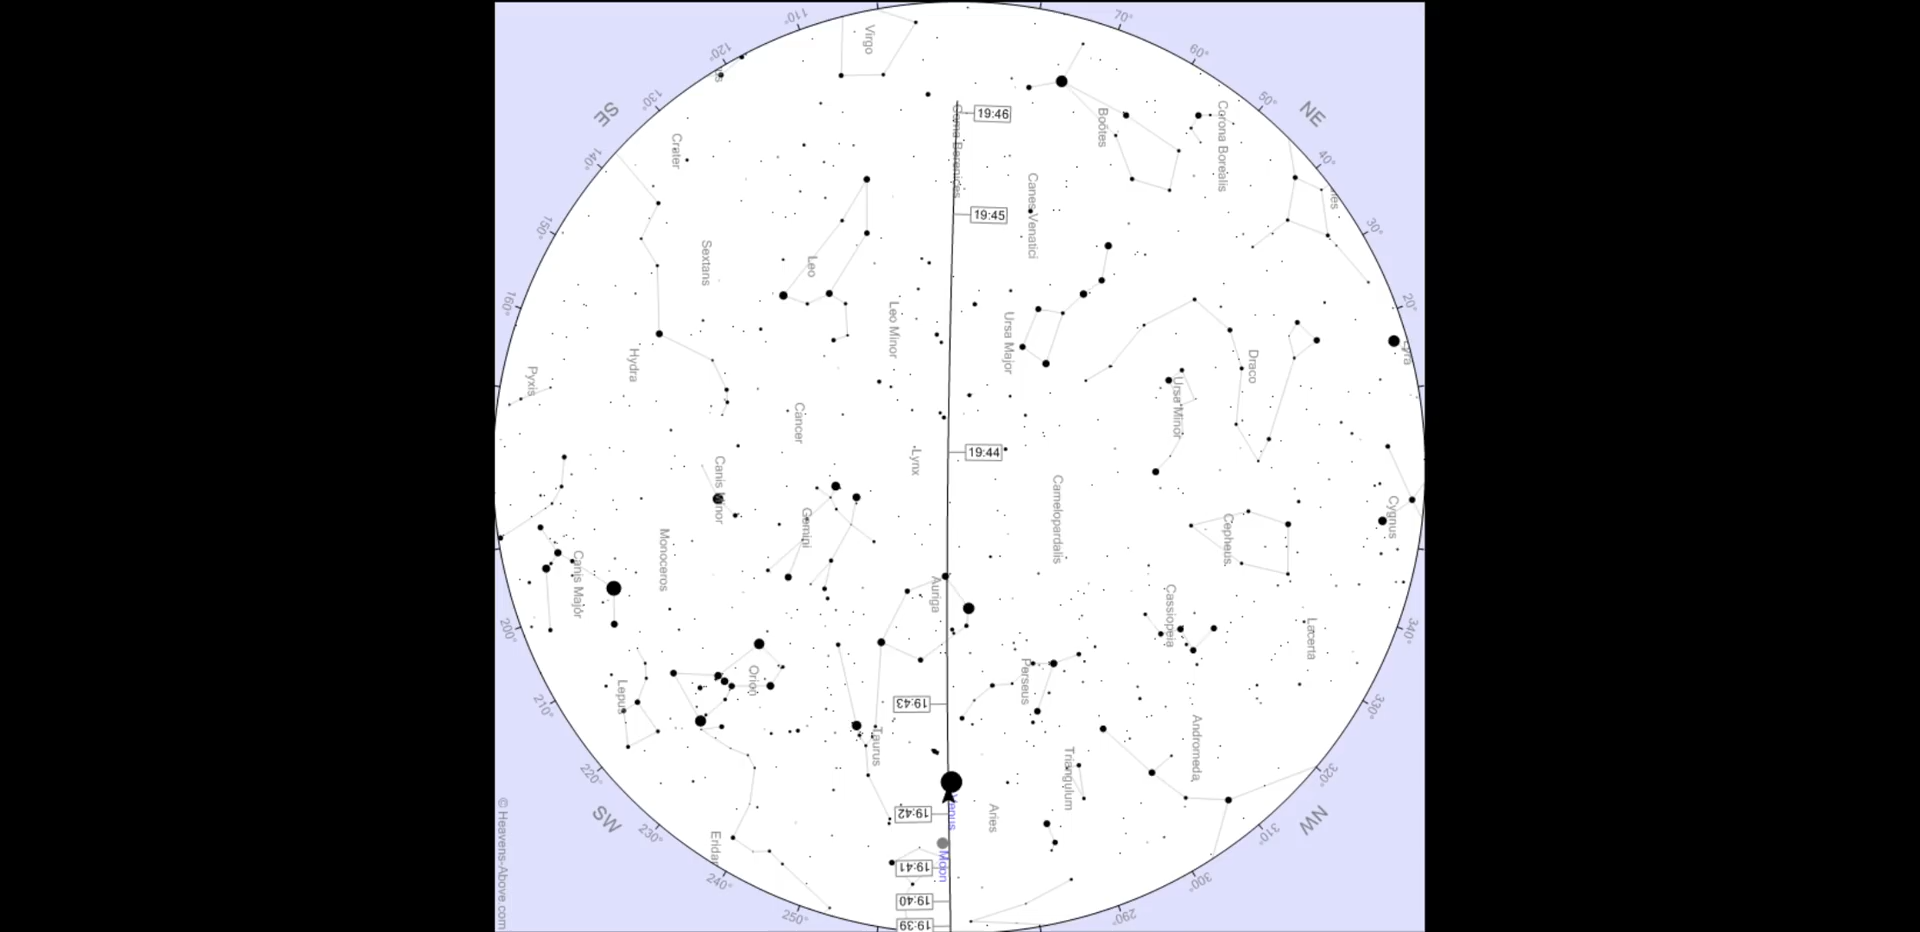 110°
Virgo
70°
120°
60°
SE
130°
50°
NE
19:46
Coma Berenices
Boötes
Corona Borealis
Crater
140°
40°
Canes Venatici
19:45
150°
30°
Sextans
Leo
160°
20°
Leo Minor
Ursa Major
Hydra
Draco
Lyra
Pyxis
Ursa Minor
Cancer
19:44
Lynx
Canis Minor
Camelopardalis
Gemini
Cepheus
Cygnus
Monoceros
Canis Major
Auriga
Cassiopeia
200°
340°
Lacerta
Orion
Perseus
Lepus
210°
19:43
330°
Taurus
Andromeda
Triangulum
220°
320°
SW
19:42
Venus
Aries
NW
230°
310°
Eridan
Moon
19:41
240°
300°
19:40
250°
290°
19:39
© Heavens-Above.com